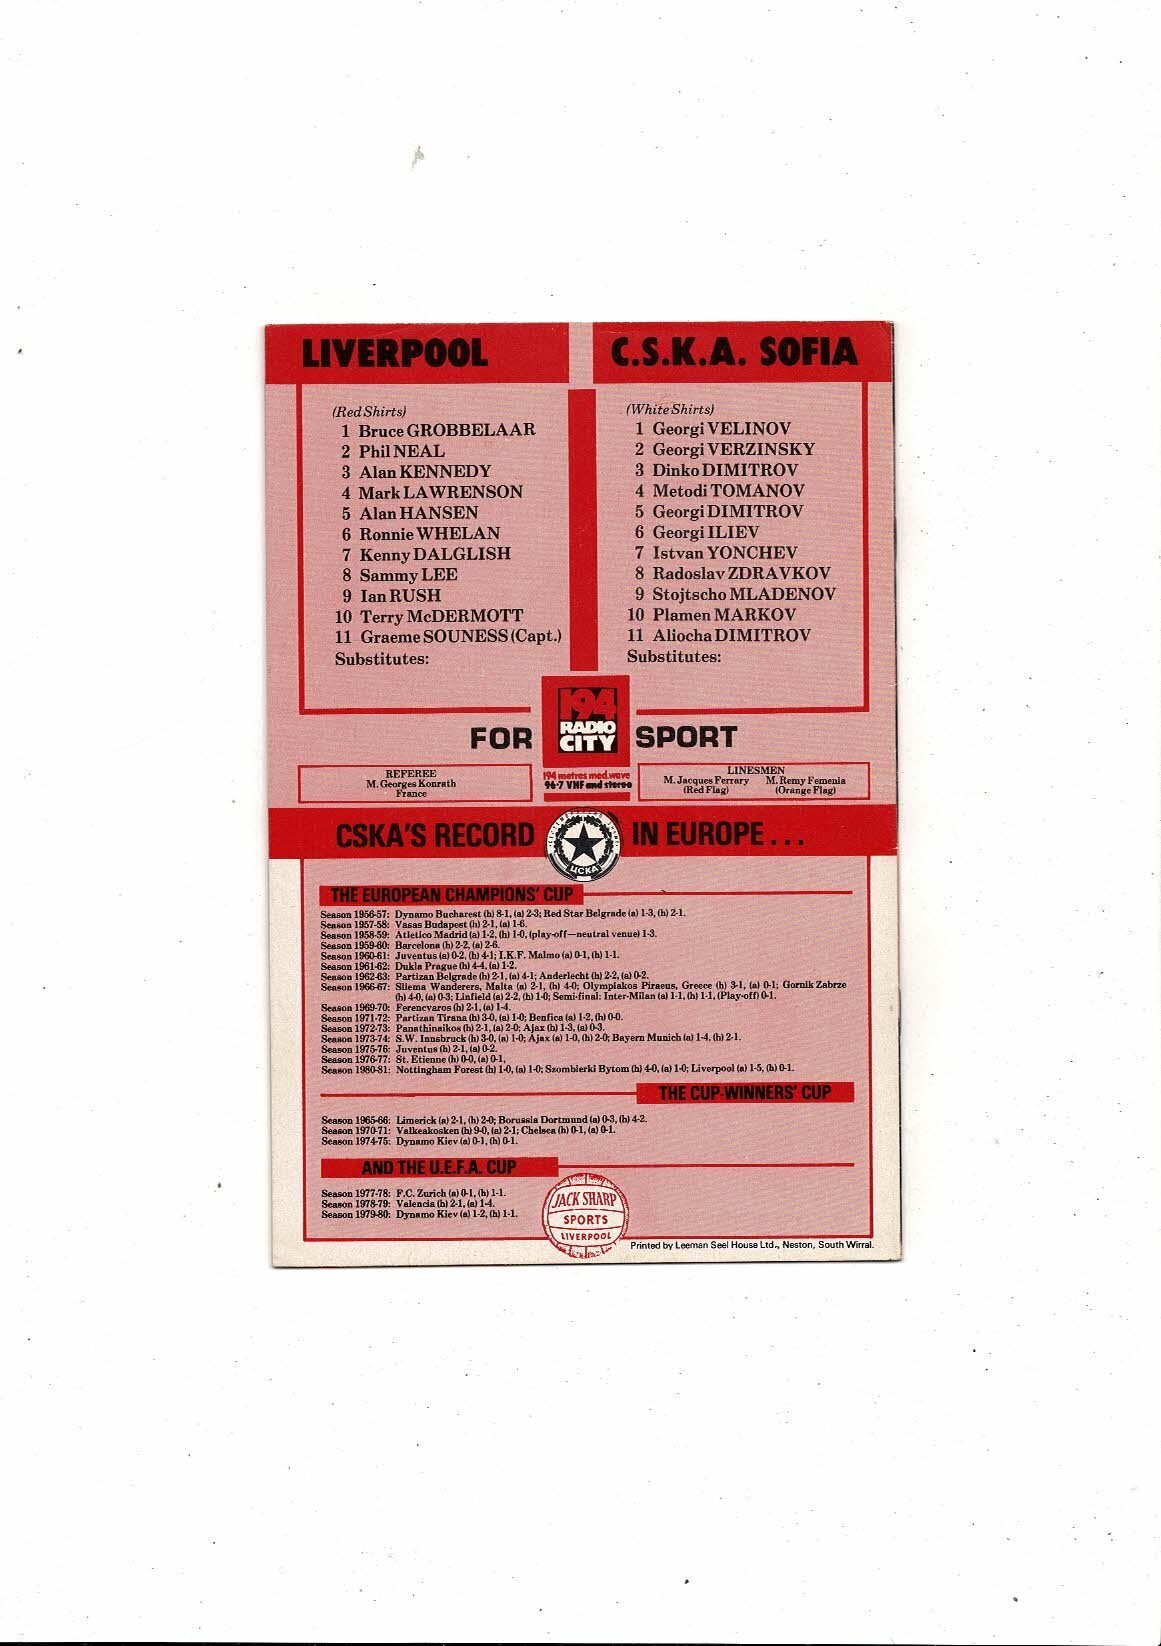 LIVERPOOL
(Red Shirts)
1 Bruce GROBBELAAR
2 Phil NEAL
3 Alan KENNEDY
4 Mark LAWRENSON
5 Alan HANSEN
6 Ronnie WHELAN
7 Kenny DALGLISH
8 Sammy LEE
9 Ian RUSH
10 Terry McDERMOTT
11 Graeme SOUNESS (Capt.)
Substitutes:
C.S.K.A. SOFIA
(White Shirts)
1 Georgi VELINOV
2 Georgi VERZINSKY
3 Dinko DIMITROV
4 Metodi TOMANOV
5 Georgi DIMITROV
6 Georgi ILIEV
7 Istvan YONCHEV
8 Radoslav ZDRAVKOV
9 Stojtscho MLADENOV
10 Plamen MARKOV
11 Aliocha DIMITROV
Substitutes:
FOR 194 RADIO CITY SPORT
194 metres med.wave
96·7 VHF and stereo
REFEREE
M. Georges Konrath
France
LINESMEN
M. Jacques Ferrary M. Remy Femenia
(Red Flag) (Orange Flag)
CSKA'S RECORD IN EUROPE . . .
ЦСКА
THE EUROPEAN CHAMPIONS' CUP
Season 1956-57: Dynamo Bucharest (h) 8-1, (a) 2-3; Red Star Belgrade (a) 1-3, (h) 2-1.
Season 1957-58: Vasas Budapest (h) 2-1, (a) 1-6.
Season 1958-59: Atletico Madrid (a) 1-2, (h) 1-0, (play-off—neutral venue) 1-3.
Season 1959-60: Barcelona (h) 2-2, (a) 2-6.
Season 1960-61: Juventus (a) 0-2, (h) 4-1; I.K.F. Malmo (a) 0-1, (h) 1-1.
Season 1961-62: Dukla Prague (h) 4-4, (a) 1-2.
Season 1962-63: Partizan Belgrade (h) 2-1, (a) 4-1; Anderlecht (h) 2-2, (a) 0-2.
Season 1966-67: Sliema Wanderers, Malta (a) 2-1, (h) 4-0; Olympiakos Piraeus, Greece (h) 3-1, (a) 0-1; Gornik Zabrze
(h) 4-0, (a) 0-3; Linfield (a) 2-2, (h) 1-0; Semi-final: Inter-Milan (a) 1-1, (h) 1-1, (Play-off) 0-1.
Season 1969-70: Ferencvaros (h) 2-1, (a) 1-4.
Season 1971-72: Partizan Tirana (h) 3-0, (a) 1-0; Benfica (a) 1-2, (h) 0-0.
Season 1972-73: Panathinaikos (h) 2-1, (a) 2-0; Ajax (h) 1-3, (a) 0-3.
Season 1973-74: S.W. Innsbruck (h) 3-0, (a) 1-0; Ajax (a) 1-0, (h) 2-0; Bayern Munich (a) 1-4, (h) 2-1.
Season 1975-76: Juventus (h) 2-1, (a) 0-2.
Season 1976-77: St. Etienne (h) 0-0, (a) 0-1,
Season 1980-81: Nottingham Forest (h) 1-0, (a) 1-0; Szombierki Bytom (h) 4-0, (a) 1-0; Liverpool (a) 1-5, (h) 0-1.
THE CUP-WINNERS' CUP
Season 1965-66: Limerick (a) 2-1, (h) 2-0; Borussia Dortmund (a) 0-3, (h) 4-2.
Season 1970-71: Valkeakosken (h) 9-0, (a) 2-1; Chelsea (h) 0-1, (a) 0-1.
Season 1974-75: Dynamo Kiev (a) 0-1, (h) 0-1.
AND THE U.E.F.A. CUP
Season 1977-78: F.C. Zurich (a) 0-1, (h) 1-1.
Season 1978-79: Valencia (h) 2-1, (a) 1-4.
Season 1979-80: Dynamo Kiev (a) 1-2, (h) 1-1.
JACK SHARP
SPORTS
LIVERPOOL
Printed by Leeman Seel House Ltd., Neston, South Wirral.